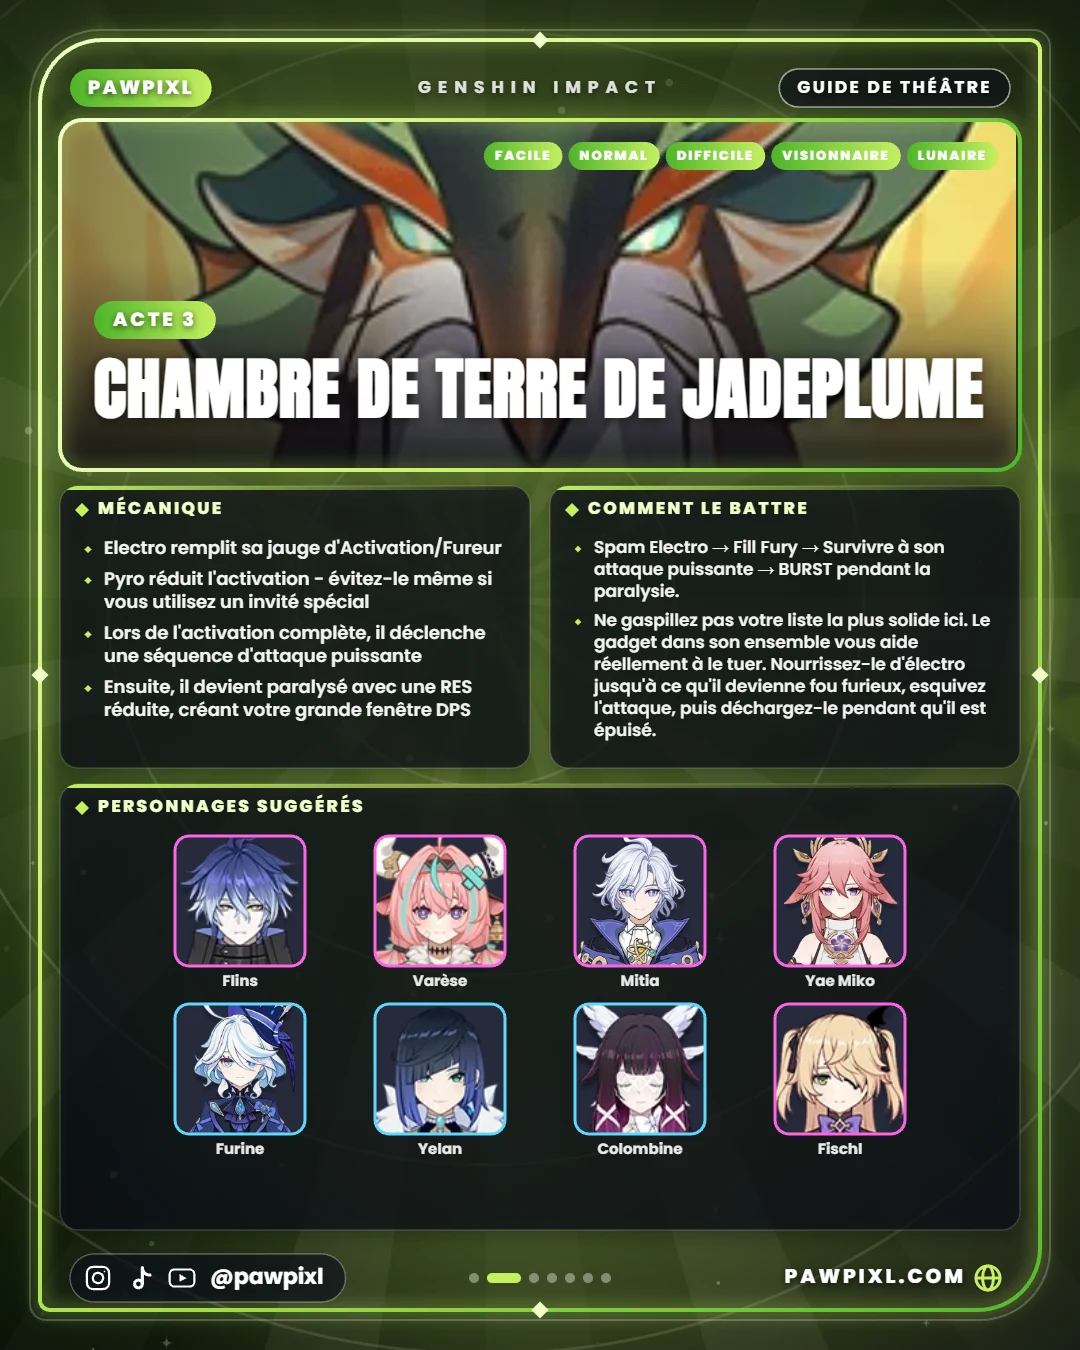 PAWPIXL
GENSHIN IMPACT
GUIDE DE THÉÂTRE
FACILE
NORMAL
DIFFICILE
VISIONNAIRE
LUNAIRE
ACTE 3
CHAMBRE DE TERRE DE JADEPLUME
MÉCANIQUE
Electro remplit sa jauge d'Activation/Fureur
Pyro réduit l'activation - évitez-le même si
vous utilisez un invité spécial
Lors de l'activation complète, il déclenche
une séquence d'attaque puissante
Ensuite, il devient paralysé avec une RES
réduite, créant votre grande fenêtre DPS
COMMENT LE BATTRE
Spam Electro → Fill Fury → Survivre à son
attaque puissante → BURST pendant la
paralysie.
Ne gaspillez pas votre liste la plus solide ici. Le
gadget dans son ensemble vous aide
réellement à le tuer. Nourrissez-le d'électro
jusqu'à ce qu'il devienne fou furieux, esquivez
l'attaque, puis déchargez-le pendant qu'il est
épuisé.
PERSONNAGES SUGGÉRÉS
Flins
Varèse
Mitia
Yae Miko
Furine
Yelan
Colombine
Fischl
@pawpixl
PAWPIXL.COM